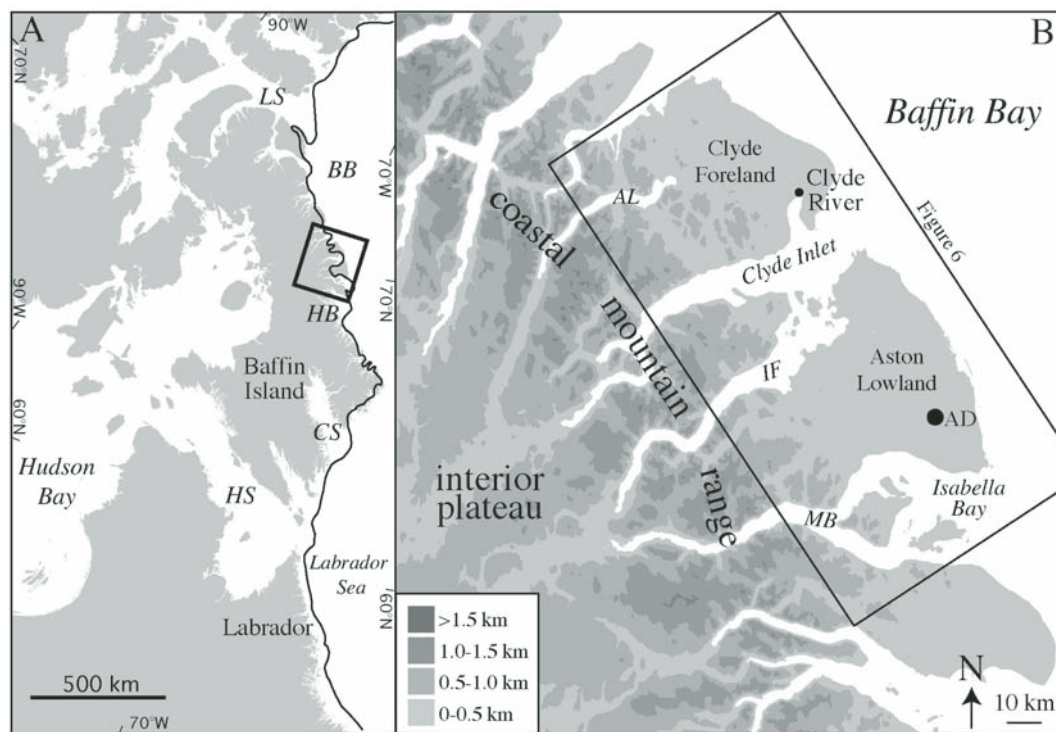 A
90°W
70°N
LS
BB
70°W
HB
70°N
90°W
Baffin
Island
60°N
CS
Hudson
Bay
HS
Labrador
Sea
60°N
Labrador
500 km
70°W
B
Baffin Bay
Clyde
Foreland
Clyde
River
AL
Figure 6
coastal
mountain
range
Clyde Inlet
IF
Aston
Lowland
AD
interior
plateau
Isabella
Bay
MB
>1.5 km
1.0-1.5 km
0.5-1.0 km
0-0.5 km
N
10 km